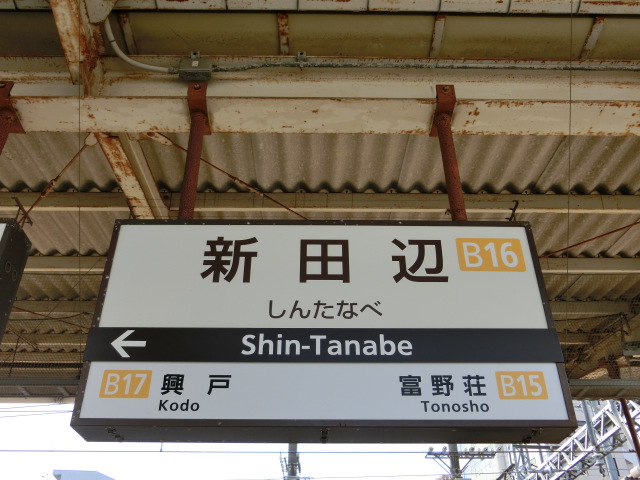 新田辺 B16
しんたなべ
← Shin-Tanabe
B17 興戸 富野荘 B15
Kodo Tonosho